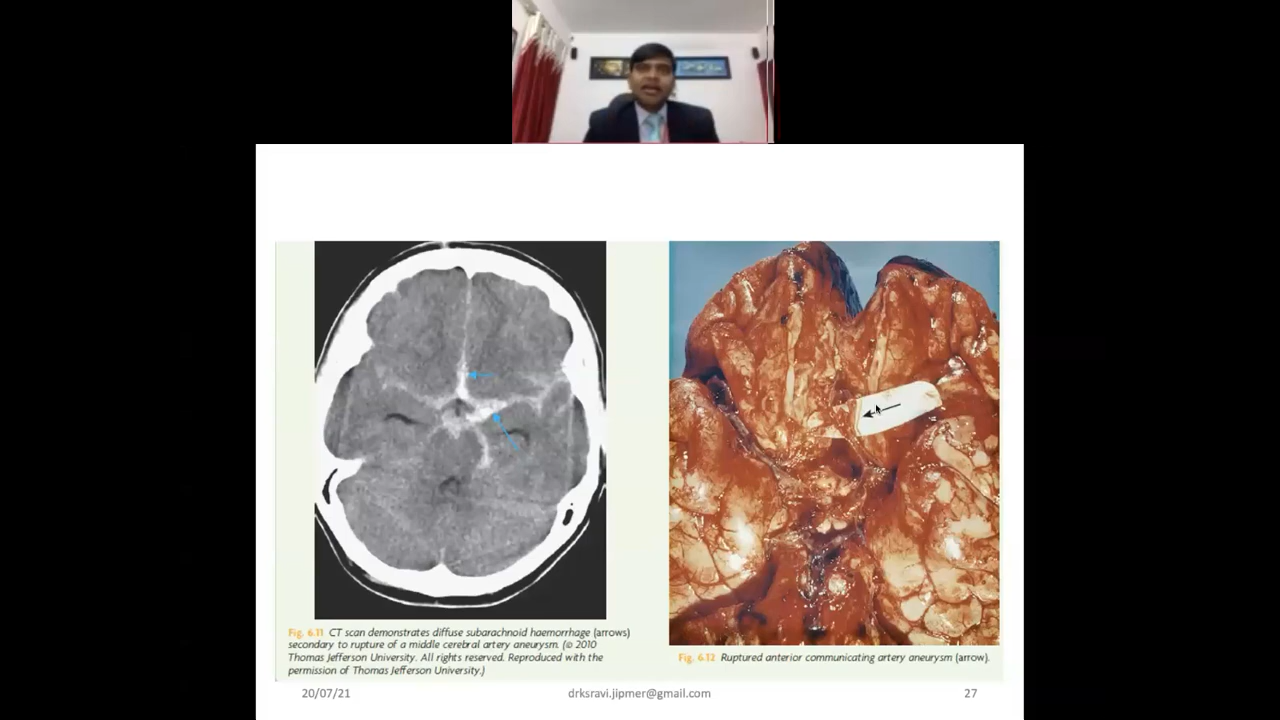 Fig. 6.11 CT scan demonstrates diffuse subarachnoid haemorrhage (arrows)
secondary to rupture of a middle cerebral artery aneurysm. (© 2010
Thomas Jefferson University. All rights reserved. Reproduced with the
permission of Thomas Jefferson University.)
Fig. 6.12 Ruptured anterior communicating artery aneurysm (arrow).
20/07/21
drksravi.jipmer@gmail.com
27